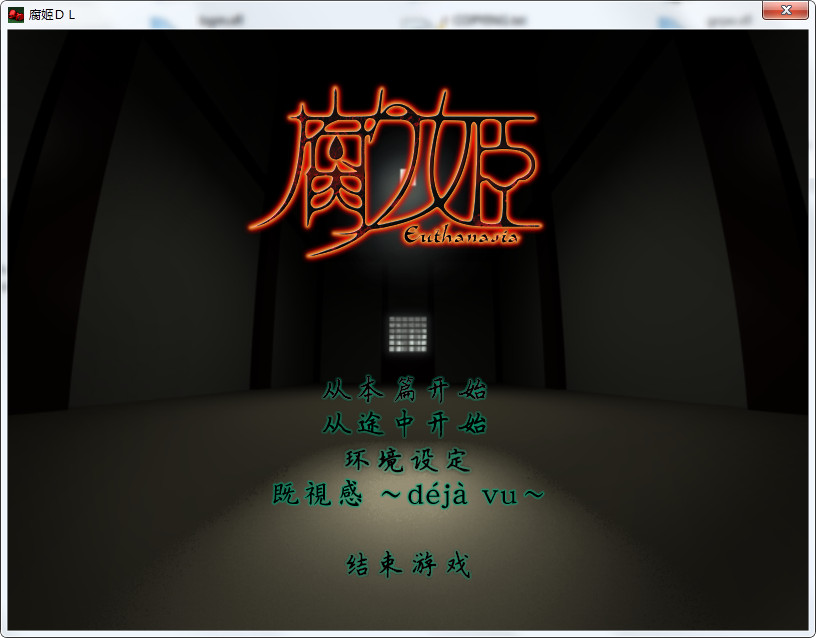 腐姫ＤＬ
腐り姫
Euthanasia
从本篇开始
从途中开始
环境设定
既視感 ～déjà vu～
结束游戏